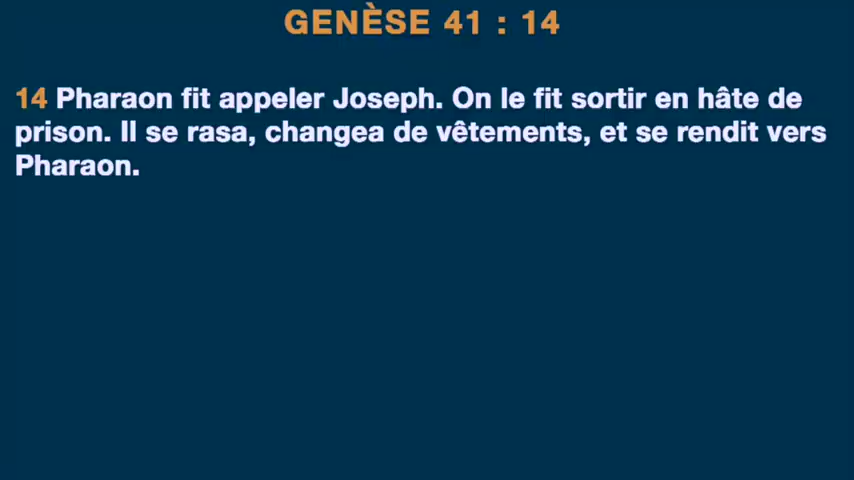 GENÈSE 41 : 14
14 Pharaon fit appeler Joseph. On le fit sortir en hâte de
prison. Il se rasa, changea de vêtements, et se rendit vers
Pharaon.